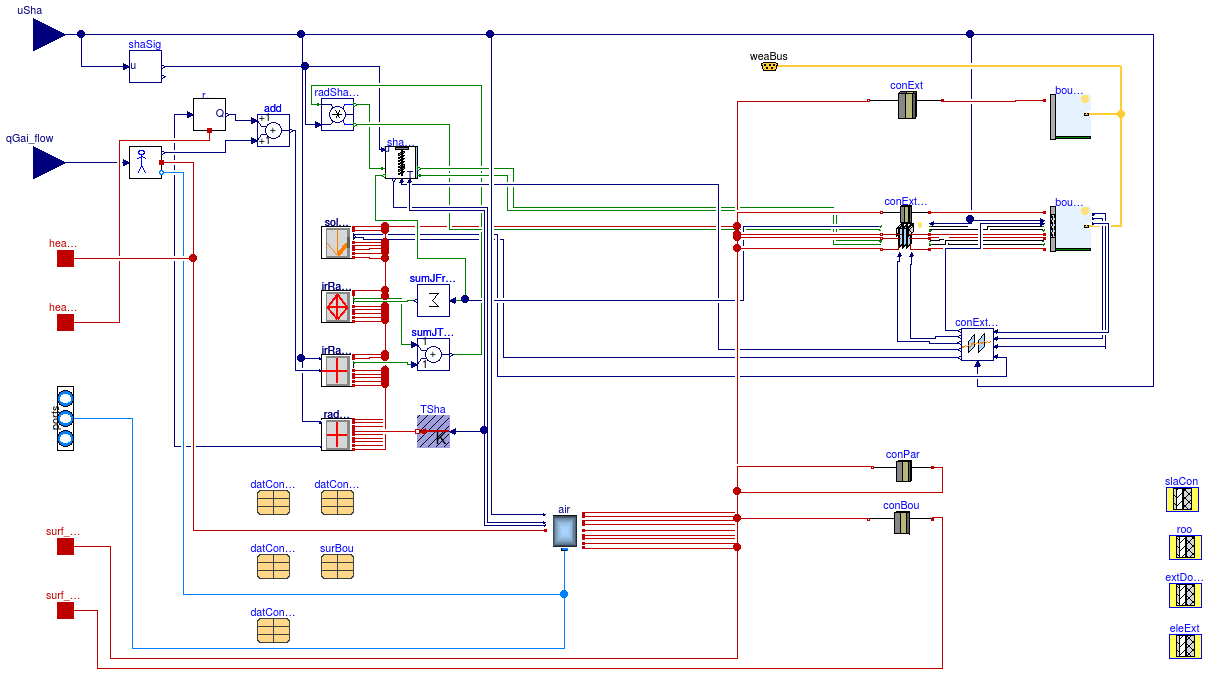 uSha
shaSig
u
weaBus
r
Q
add
+1
+1
radSha...
conExt
bou...
qGai_flow
sha
T
conExt...
bou...
sol...
hea...
irRa...
sumJFr...
Σ
hea...
irRa...
sumJT...
+
1
1
conExt...
ports
rad...
TSha
K
conPar
datCon...
datCon...
slaCon
air
conBou
surf_...
datCon...
surBou
roo
surf_...
datCon...
extDo...
eleExt